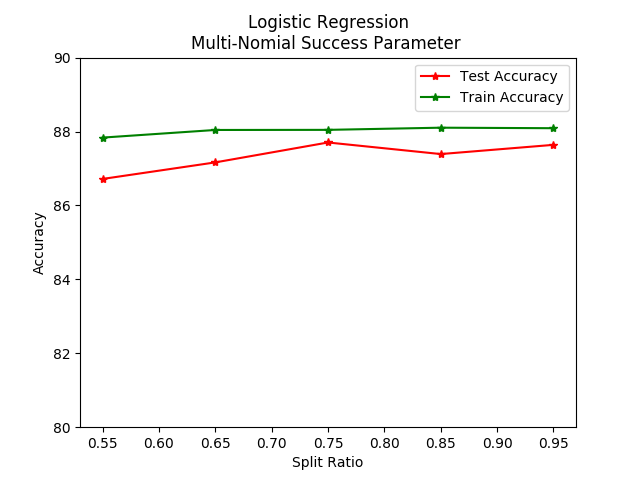 Logistic Regression
Multi-Nomial Success Parameter
90
88
86
84
82
80
Accuracy
Test Accuracy
Train Accuracy
0.55 0.60 0.65 0.70 0.75 0.80 0.85 0.90 0.95
Split Ratio